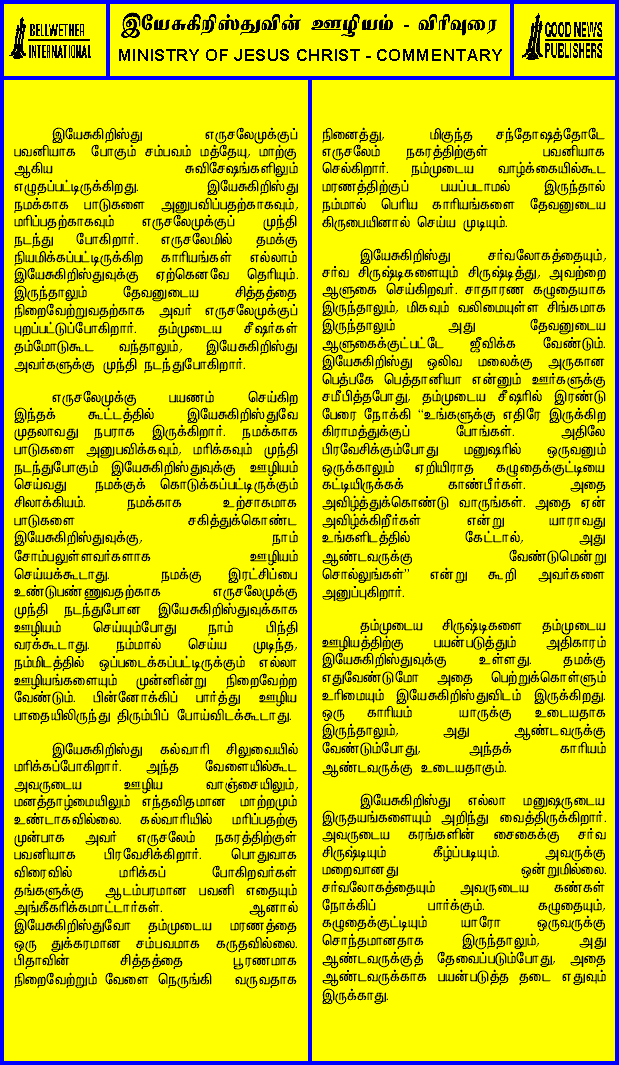 BELLWETHER
INTERNATIONAL
இயேசுகிறிஸ்துவின் ஊழியம் - விரிவுரை
MINISTRY OF JESUS CHRIST - COMMENTARY
GOOD NEWS
PUBLISHERS
இயேசுகிறிஸ்து எருசலேமுக்குப்
பவனியாக போகும் சம்பவம் மத்தேயு, மாற்கு
ஆகிய சுவிசேஷங்களிலும்
எழுதப்பட்டிருக்கிறது. இயேசுகிறிஸ்து
நமக்காக பாடுகளை அனுபவிப்பதற்காகவும்,
மரிப்பதற்காகவும் எருசலேமுக்குப் முந்தி
நடந்து போகிறார். எருசலேமில் தமக்கு
நியமிக்கப்பட்டிருக்கிற காரியங்கள் எல்லாம்
இயேசுகிறிஸ்துவுக்கு ஏற்கெனவே தெரியும்.
இருந்தாலும் தேவனுடைய சித்தத்தை
நிறைவேற்றுவதற்காக அவர் எருசலேமுக்குப்
புறப்பட்டுப்போகிறார். தம்முடைய சீஷர்கள்
தம்மோடுகூட வந்தாலும், இயேசுகிறிஸ்து
அவர்களுக்கு முந்தி நடந்துபோகிறார்.
எருசலேமுக்கு பயணம் செய்கிற
இந்தக் கூட்டத்தில் இயேசுகிறிஸ்துவே
முதலாவது நபராக இருக்கிறார். நமக்காக
பாடுகளை அனுபவிக்கவும், மரிக்கவும் முந்தி
நடந்துபோகும் இயேசுகிறிஸ்துவுக்கு ஊழியம்
செய்வது நமக்குக் கொடுக்கப்பட்டிருக்கும்
சிலாக்கியம். நமக்காக உற்சாகமாக
பாடுகளை சகித்துக்கொண்ட
இயேசுகிறிஸ்துவுக்கு, நாம்
சோம்பலுள்ளவர்களாக ஊழியம்
செய்யக்கூடாது. நமக்கு இரட்சிப்பை
உண்டுபண்ணுவதற்காக எருசலேமுக்கு
முந்தி நடந்துபோன இயேசுகிறிஸ்துவுக்காக
ஊழியம் செய்யும்போது நாம் பிந்தி
வரக்கூடாது. நம்மால் செய்ய முடிந்த,
நம்மிடத்தில் ஒப்படைக்கப்பட்டிருக்கும் எல்லா
ஊழியங்களையும் முன்னின்று நிறைவேற்ற
வேண்டும். பின்னோக்கிப் பார்த்து ஊழிய
பாதையிலிருந்து திரும்பிப் போய்விடக்கூடாது.
இயேசுகிறிஸ்து கல்வாரி சிலுவையில்
மரிக்கப்போகிறார். அந்த வேளையில்கூட
அவருடைய ஊழிய வாஞ்சையிலும்,
மனத்தாழ்மையிலும் எந்தவிதமான மாற்றமும்
உண்டாகவில்லை. கல்வாரியில் மரிப்பதற்கு
முன்பாக அவர் எருசலேம் நகரத்திற்குள்
பவனியாக பிரவேசிக்கிறார். பொதுவாக
விரைவில் மரிக்கப் போகிறவர்கள்
தங்களுக்கு ஆடம்பரமான பவனி எதையும்
அங்கீகரிக்கமாட்டார்கள். ஆனால்
இயேசுகிறிஸ்துவோ தம்முடைய மரணத்தை
ஒரு துக்கரமான சம்பவமாக கருதவில்லை.
பிதாவின் சித்தத்தை பூரணமாக
நிறைவேற்றும் வேளை நெருங்கி வருவதாக
நினைத்து, மிகுந்த சந்தோஷத்தோடே
எருசலேம் நகரத்திற்குள் பவனியாக
செல்கிறார். நம்முடைய வாழ்க்கையில்கூட
மரணத்திற்குப் பயப்படாமல் இருந்தால்
நம்மால் பெரிய காரியங்களை தேவனுடைய
கிருபையினால் செய்ய முடியும்.
இயேசுகிறிஸ்து சர்வலோகத்தையும்,
சர்வ சிருஷ்டிகளையும் சிருஷ்டித்து, அவற்றை
ஆளுகை செய்கிறவர். சாதாரண கழுதையாக
இருந்தாலும், மிகவும் வலிமையுள்ள சிங்கமாக
இருந்தாலும் அது தேவனுடைய
ஆளுகைக்குட்பட்டே ஜீவிக்க வேண்டும்.
இயேசுகிறிஸ்து ஒலிவ மலைக்கு அருகான
பெத்பகே பெத்தானியா என்னும் ஊர்களுக்கு
சமீபித்தபோது, தம்முடைய சீஷரில் இரண்டு
பேரை நோக்கி "உங்களுக்கு எதிரே இருக்கிற
கிராமத்துக்குப் போங்கள். அதிலே
பிரவேசிக்கும்போது மனுஷரில் ஒருவனும்
ஒருக்காலும் ஏறியிராத கழுதைக்குட்டியை
கட்டியிருக்கக் காண்பீர்கள். அதை
அவிழ்த்துக்கொண்டு வாருங்கள். அதை ஏன்
அவிழ்க்கிறீர்கள் என்று யாராவது
உங்களிடத்தில் கேட்டால், அது
ஆண்டவருக்கு வேண்டுமென்று
சொல்லுங்கள்" என்று கூறி அவர்களை
அனுப்புகிறார்.
தம்முடைய சிருஷ்டிகளை தம்முடைய
ஊழியத்திற்கு பயன்படுத்தும் அதிகாரம்
இயேசுகிறிஸ்துவுக்கு உள்ளது. தமக்கு
எதுவேண்டுமோ அதை பெற்றுக்கொள்ளும்
உரிமையும் இயேசுகிறிஸ்துவிடம் இருக்கிறது.
ஒரு காரியம் யாருக்கு உடையதாக
இருந்தாலும், அது ஆண்டவருக்கு
வேண்டும்போது, அந்தக் காரியம்
ஆண்டவருக்கு உடையதாகும்.
இயேசுகிறிஸ்து எல்லா மனுஷருடைய
இருதயங்களையும் அறிந்து வைத்திருக்கிறார்.
அவருடைய கரங்களின் சைகைக்கு சர்வ
சிருஷ்டியும் கீழ்ப்படியும். அவருக்கு
மறைவானது ஒன்றுமில்லை.
சர்வலோகத்தையும் அவருடைய கண்கள்
நோக்கிப் பார்க்கும். கழுதையும்,
கழுதைக்குட்டியும் யாரோ ஒருவருக்கு
சொந்தமானதாக இருந்தாலும், அது
ஆண்டவருக்குத் தேவைப்படும்போது, அதை
ஆண்டவருக்காக பயன்படுத்த தடை எதுவும்
இருக்காது.